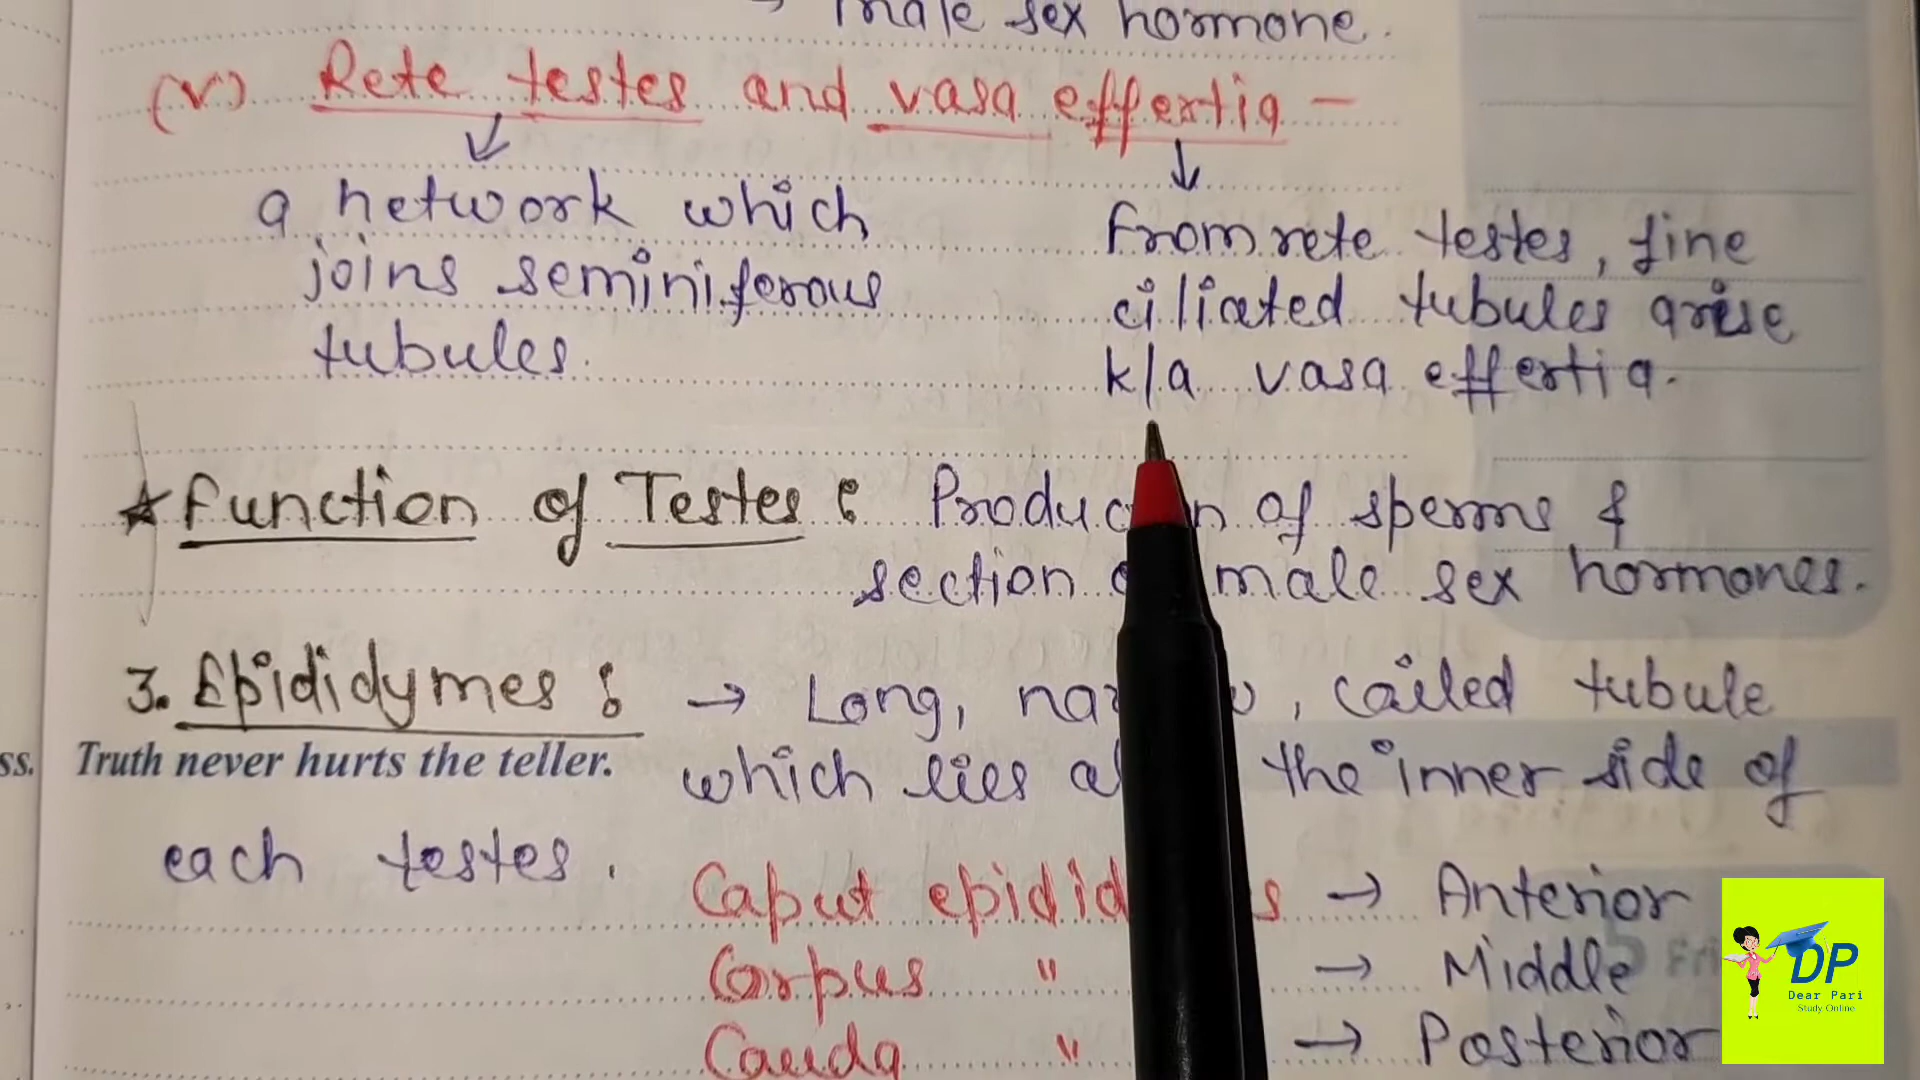 → male sex hormone.
(v) Rete testes and vasa effertia -
↓ ↓
a network which joins seminiferous tubules.
From rete testes, fine ciliated tubules arise k/a vasa effertia.
☆ Function of Testes : Production of sperms &
section male sex hormones.
3. Epididymes : → Long, , coiled tubule
ss. Truth never hurts the teller.
which lies the inner side of
each testes.
Caput → Anterior
Corpus " → Middle
Cauda " → Posterior
DP
Dear Pari
Study Online